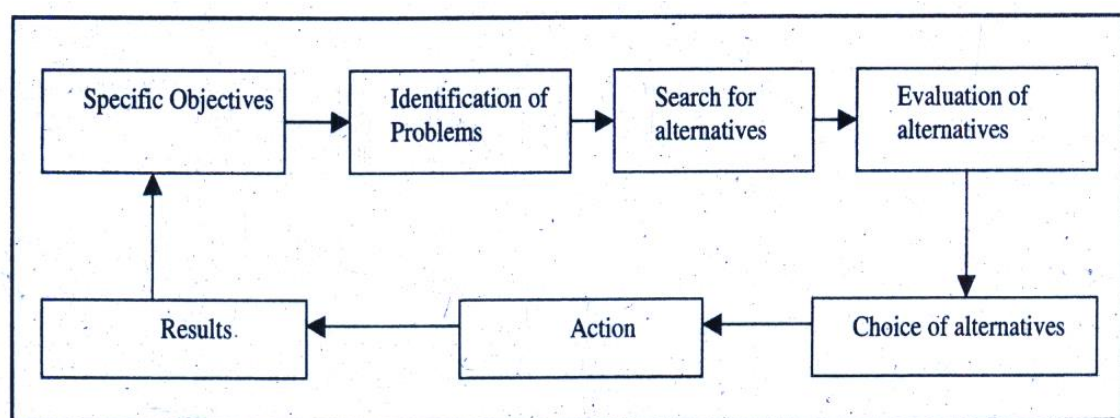 Specific Objectives
Identification of
Problems
Search for
alternatives
Evaluation of
alternatives
Results
Action
Choice of alternatives